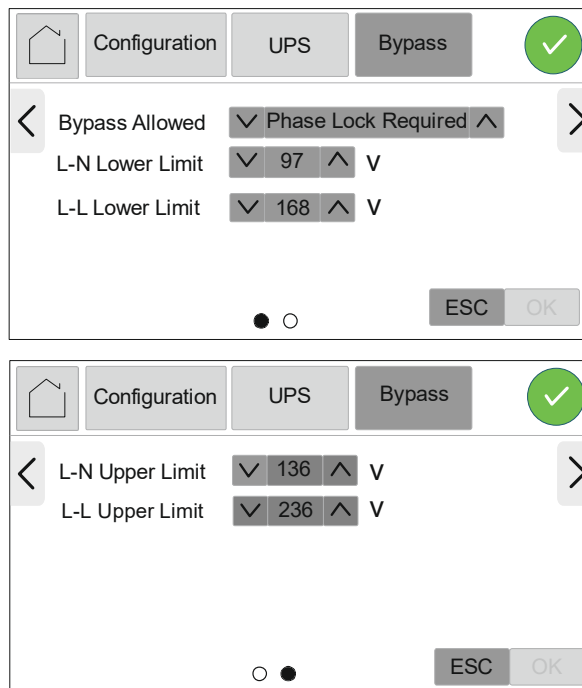 Configuration UPS Bypass
Bypass Allowed Phase Lock Required
L-N Lower Limit 97 V
L-L Lower Limit 168 V
ESC OK
Configuration UPS Bypass
L-N Upper Limit 136 V
L-L Upper Limit 236 V
ESC OK